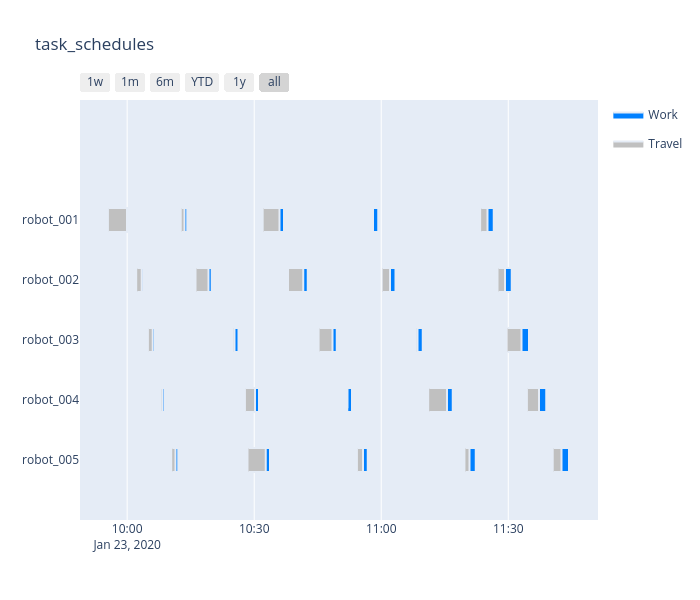 task_schedules
1w 1m 6m YTD 1y all
Work
Travel
robot_001
robot_002
robot_003
robot_004
robot_005
10:00 10:30 11:00 11:30
Jan 23, 2020